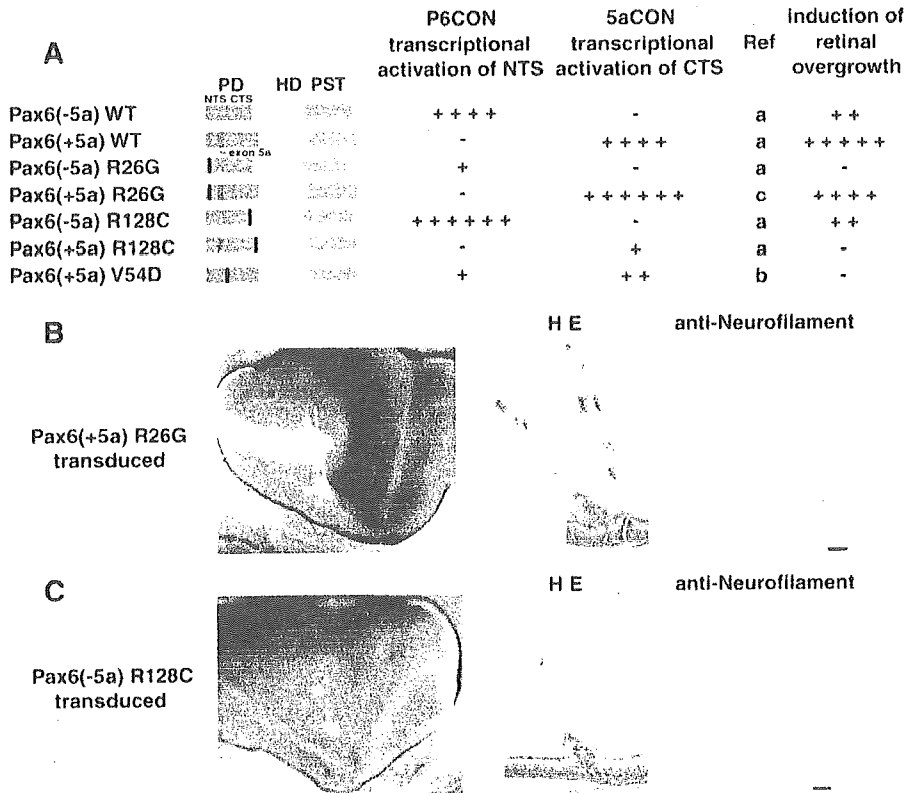 A
P6CON transcriptional activation of NTS
5aCON transcriptional activation of CTS
Ref
induction of retinal overgrowth
PD
HD PST
NTS CTS
Pax6(-5a) WT ++++ - a ++
Pax6(+5a) WT - ++++ a +++++
exon 5a
Pax6(-5a) R26G + - a -
Pax6(+5a) R26G - ++++++ c ++++
Pax6(-5a) R128C ++++++ - a ++
Pax6(+5a) R128C - + a -
Pax6(+5a) V54D + ++ b -
B
H E
anti-Neurofilament
Pax6(+5a) R26G
transduced
C
H E
anti-Neurofilament
Pax6(-5a) R128C
transduced